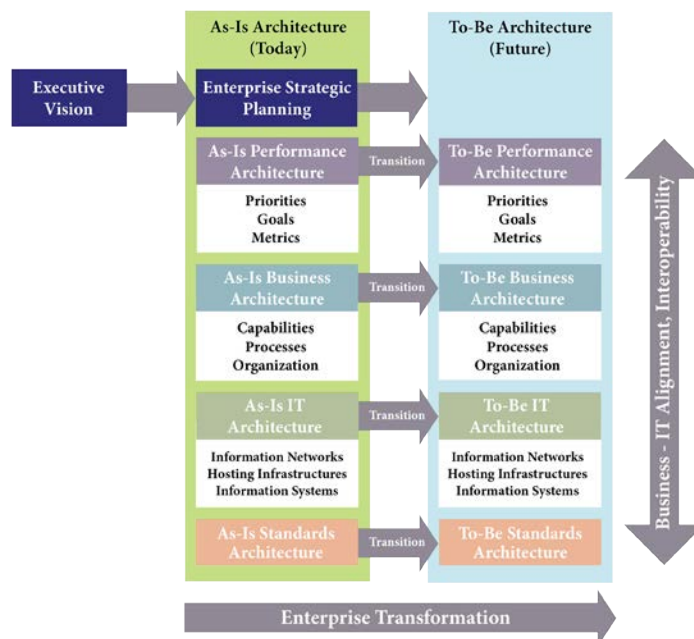 As-Is Architecture
(Today)
To-Be Architecture
(Future)
Executive
Vision
Enterprise Strategic
Planning
As-Is Performance
Architecture
Transition
To-Be Performance
Architecture
Priorities
Goals
Metrics
Priorities
Goals
Metrics
As-Is Business
Architecture
Transition
To-Be Business
Architecture
Capabilities
Processes
Organization
Capabilities
Processes
Organization
As-Is IT
Architecture
Transition
To-Be IT
Architecture
Information Networks
Hosting Infrastructures
Information Systems
Information Networks
Hosting Infrastructures
Information Systems
As-Is Standards
Architecture
Transition
To-Be Standards
Architecture
Business - IT Alignment, Interoperability
Enterprise Transformation